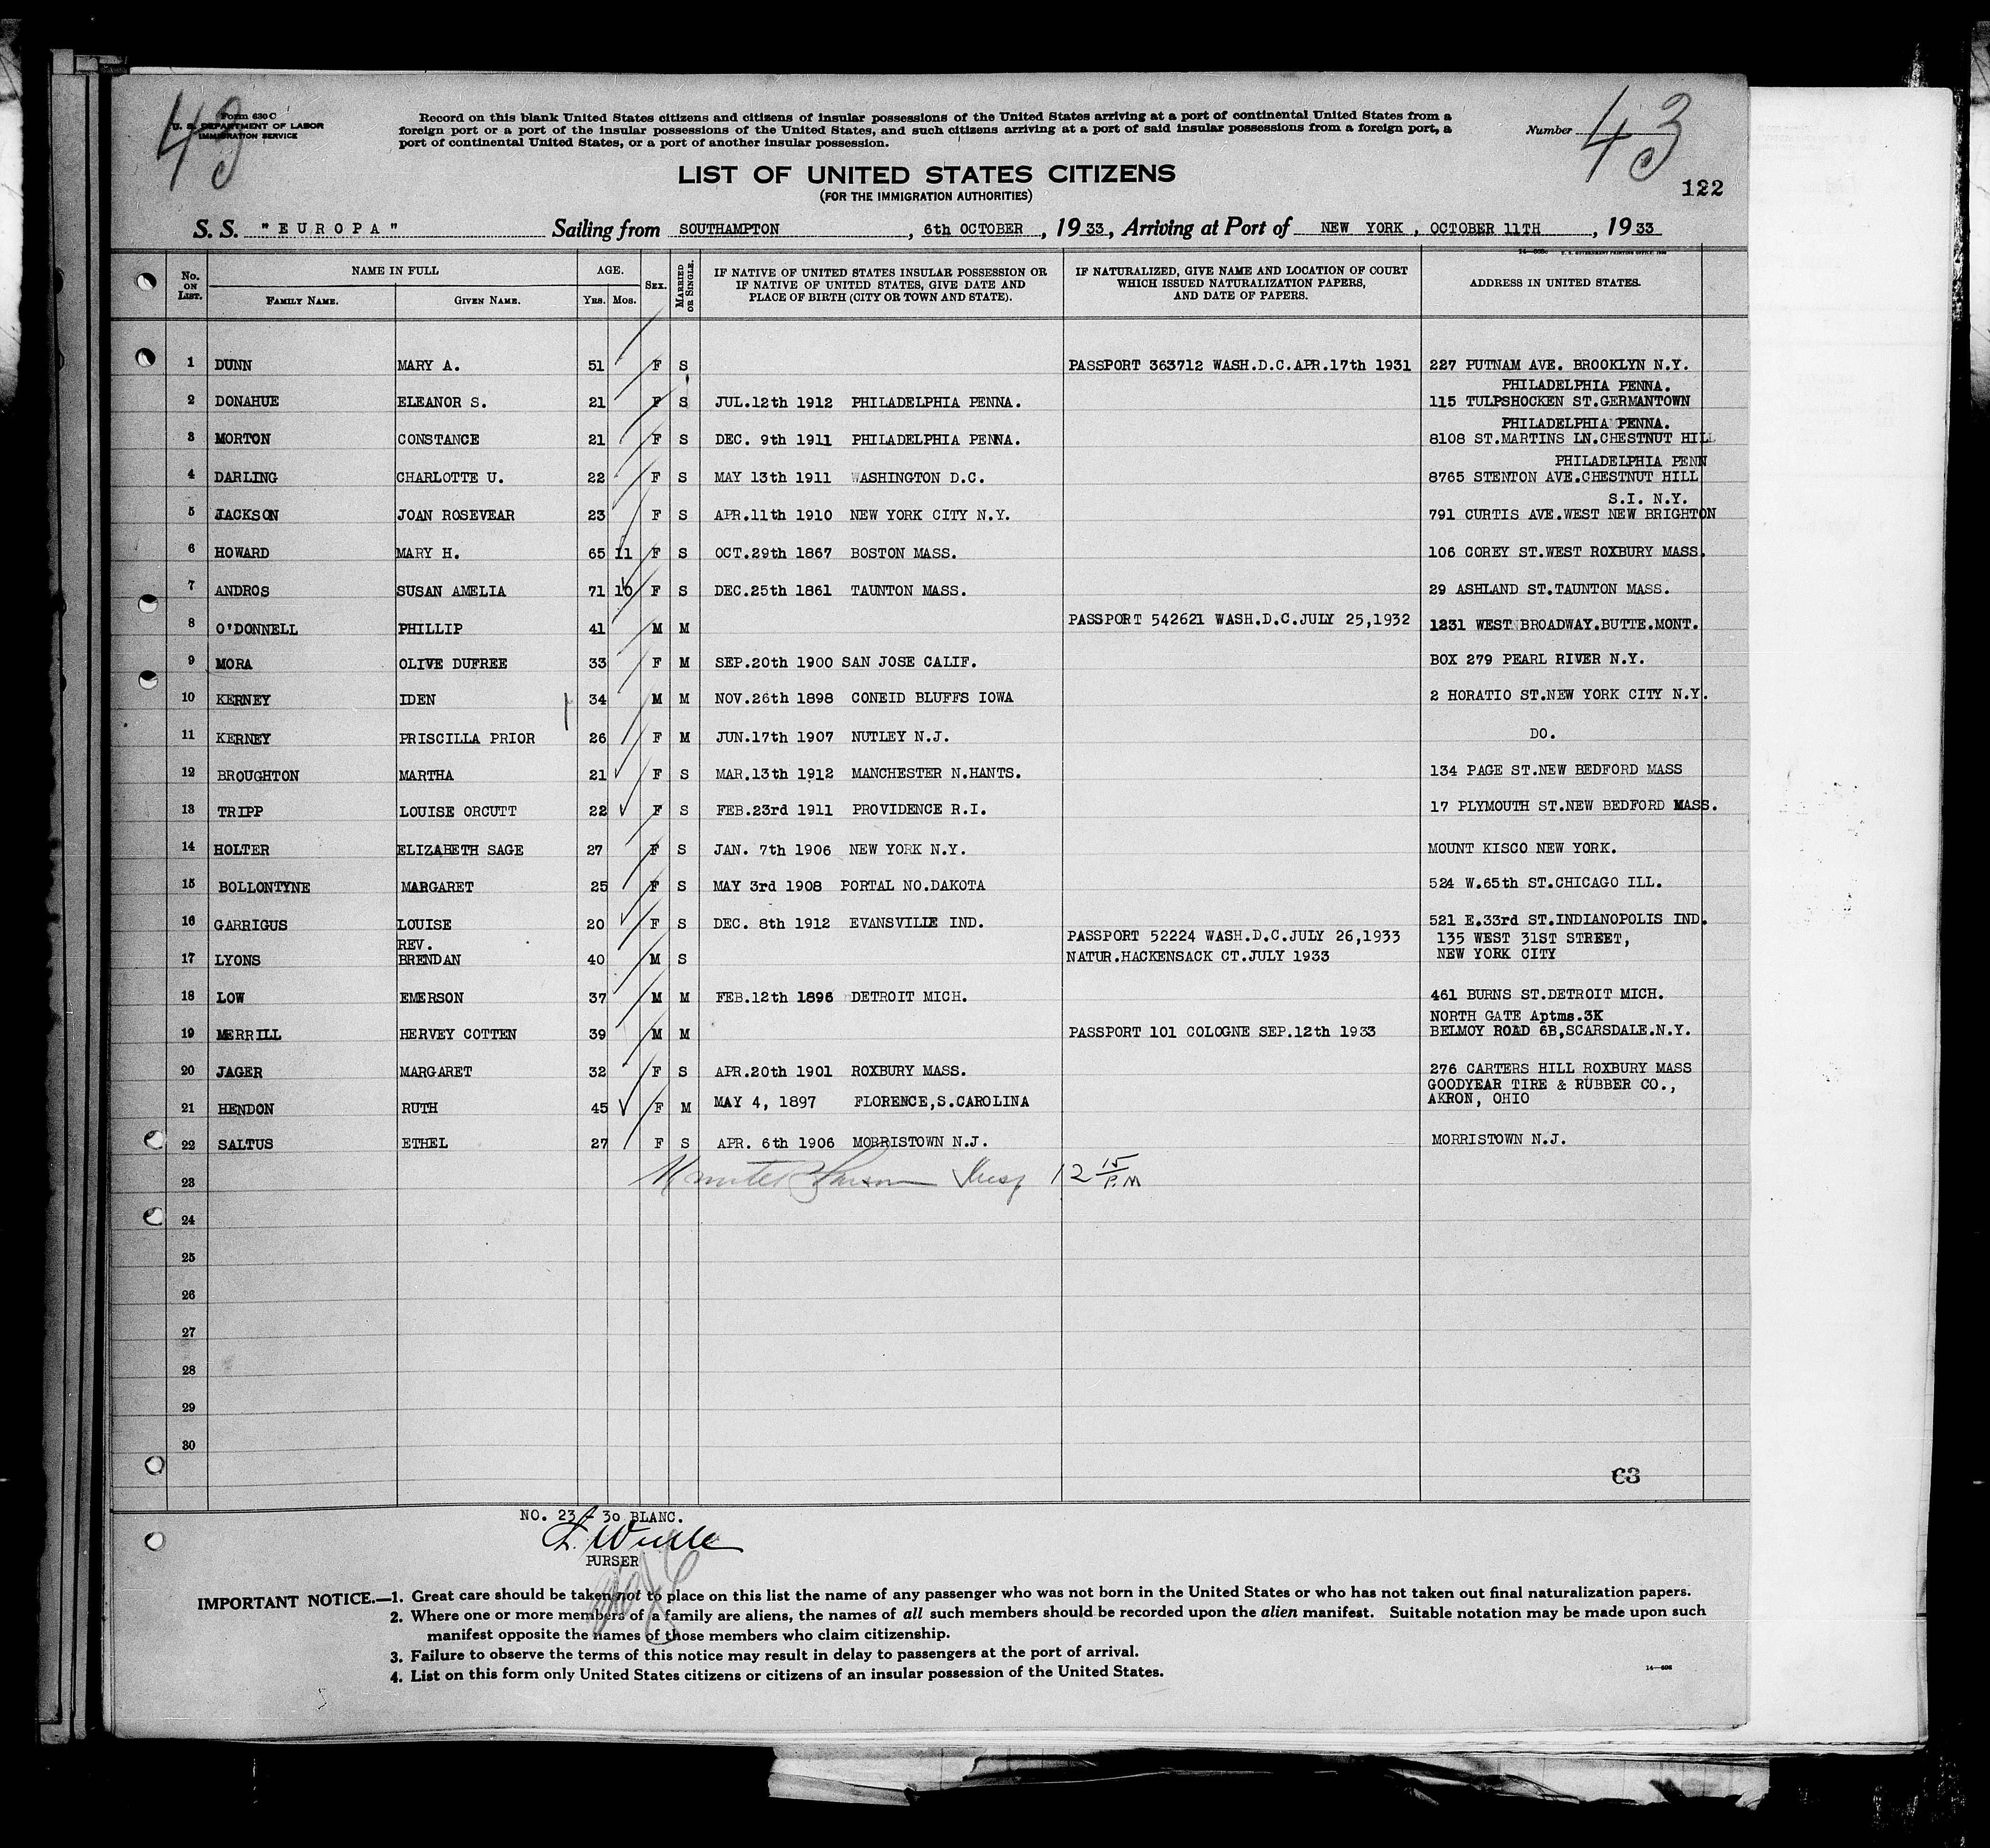 43
Form 630 C
U. S. DEPARTMENT OF LABOR
IMMIGRATION SERVICE
Record on this blank United States citizens and citizens of insular possessions of the United States arriving at a port of continental United States from a
foreign port or a port of the insular possessions of the United States, and such citizens arriving at a port of said insular possessions from a foreign port, a
port of continental United States, or a port of another insular possession.
Number 43
122
LIST OF UNITED STATES CITIZENS
(FOR THE IMMIGRATION AUTHORITIES)
S. S. "EUROPA" Sailing from SOUTHAMPTON, 6th OCTOBER, 1933, Arriving at Port of NEW YORK, OCTOBER 11TH, 1933
No. ON LIST. NAME IN FULL FAMILY NAME. GIVEN NAME. AGE. YRS. MOS. SEX. MARRIED OR SINGLE. IF NATIVE OF UNITED STATES INSULAR POSSESSION OR IF NATIVE OF UNITED STATES, GIVE DATE AND PLACE OF BIRTH (CITY OR TOWN AND STATE). IF NATURALIZED, GIVE NAME AND LOCATION OF COURT WHICH ISSUED NATURALIZATION PAPERS, AND DATE OF PAPERS. ADDRESS IN UNITED STATES.
1 DUNN MARY A. 51 F S PASSPORT 363712 WASH.D.C.APR.17th 1931 227 PUTNAM AVE. BROOKLYN N.Y.
PHILADELPHIA PENNA.
2 DONAHUE ELEANOR S. 21 F S JUL.12th 1912 PHILADELPHIA PENNA. 115 TULPSHOCKEN ST.GERMANTOWN
PHILADELPHIA PENNA.
3 MORTON CONSTANCE 21 F S DEC. 9th 1911 PHILADELPHIA PENNA. 8108 ST.MARTINS LN.CHESTNUT HILL
PHILADELPHIA PENN
4 DARLING CHARLOTTE U. 22 F S MAY 13th 1911 WASHINGTON D.C. 8765 STENTON AVE.CHESTNUT HILL
S.I. N.Y.
5 JACKSON JOAN ROSEVEAR 23 F S APR.11th 1910 NEW YORK CITY N.Y. 791 CURTIS AVE.WEST NEW BRIGHTON
6 HOWARD MARY H. 65 11 F S OCT.29th 1867 BOSTON MASS. 106 COREY ST.WEST ROXBURY MASS.
7 ANDROS SUSAN AMELIA 71 10 F S DEC.25th 1861 TAUNTON MASS. 29 ASHLAND ST.TAUNTON MASS.
8 O'DONNELL PHILLIP 41 M M PASSPORT 542621 WASH.D.C.JULY 25,1932 1231 WEST BROADWAY.BUTTE.MONT.
9 MORA OLIVE DUFREE 33 F M SEP.20th 1900 SAN JOSE CALIF. BOX 279 PEARL RIVER N.Y.
10 KERNEY IDEN 34 M M NOV.26th 1898 CONEID BLUFFS IOWA 2 HORATIO ST.NEW YORK CITY N.Y.
11 KERNEY PRISCILLA PRIOR 26 F M JUN.17th 1907 NUTLEY N.J. DO.
12 BROUGHTON MARTHA 21 F S MAR.13th 1912 MANCHESTER N.HANTS. 134 PAGE ST.NEW BEDFORD MASS
13 TRIPP LOUISE ORCUTT 22 F S FEB.23rd 1911 PROVIDENCE R.I. 17 PLYMOUTH ST.NEW BEDFORD MASS.
14 HOLTER ELIZABETH SAGE 27 F S JAN. 7th 1906 NEW YORK N.Y. MOUNT KISCO NEW YORK.
15 BOLLONTYNE MARGARET 25 F S MAY 3rd 1908 PORTAL NO.DAKOTA 524 W.65th ST.CHICAGO ILL.
16 GARRIGUS LOUISE 20 F S DEC. 8th 1912 EVANSVILLE IND. 521 E.33rd ST.INDIANOPOLIS IND.
REV. PASSPORT 52224 WASH.D.C.JULY 26,1933 135 WEST 31ST STREET,
17 LYONS BRENDAN 40 M S NATUR.HACKENSACK CT.JULY 1933 NEW YORK CITY
18 LOW EMERSON 37 M M FEB.12th 1896 DETROIT MICH. 461 BURNS ST.DETROIT MICH.
NORTH GATE Aptms.3K
19 MERRILL HERVEY COTTEN 39 M M PASSPORT 101 COLOGNE SEP.12th 1933 BELMOY ROAD 6B,SCARSDALE.N.Y.
20 JAGER MARGARET 32 F S APR.20th 1901 ROXBURY MASS. 276 CARTERS HILL ROXBURY MASS
GOODYEAR TIRE & RUBBER CO.,
21 HENDON RUTH 45 F M MAY 4, 1897 FLORENCE,S.CAROLINA AKRON, OHIO
22 SALTUS ETHEL 27 F S APR. 6th 1906 MORRISTOWN N.J. MORRISTOWN N.J.
23 12 15 P.M
24
25
26
27
28
29
30
63
NO. 23 - 30 BLANC.
PURSER
IMPORTANT NOTICE.—1. Great care should be taken not to place on this list the name of any passenger who was not born in the United States or who has not taken out final naturalization papers.
2. Where one or more members of a family are aliens, the names of all such members should be recorded upon the alien manifest. Suitable notation may be made upon such
manifest opposite the names of those members who claim citizenship.
3. Failure to observe the terms of this notice may result in delay to passengers at the port of arrival.
4. List on this form only United States citizens or citizens of an insular possession of the United States.